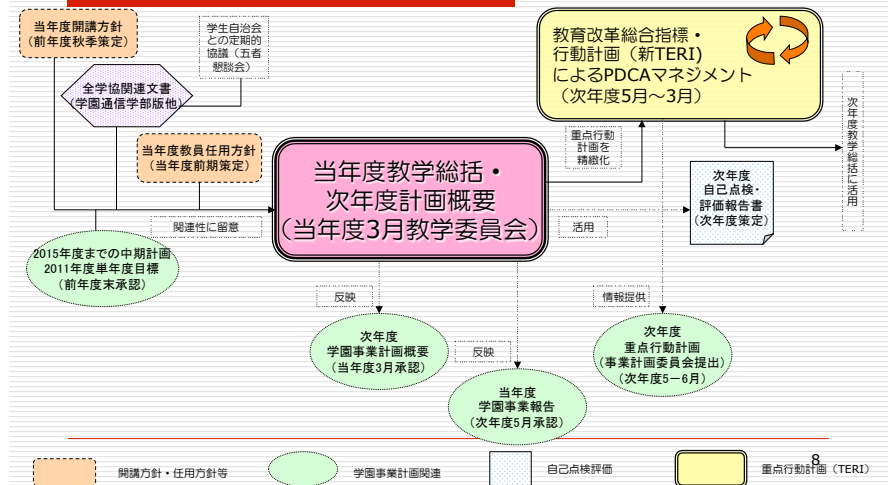 当年度開講方針
(前年度秋季策定)
学生自治会
との定期的
協議（五者
懇談会）
全学協関連文書
(学園通信学部版他)
当年度教員任用方針
(当年度前期策定)
教育改革総合指標・
行動計画（新TERI)
によるPDCAマネジメント
（次年度5月～3月）
重点行動
計画を
精緻化
次年度教学総括に活用
当年度教学総括・
次年度計画概要
（当年度3月教学委員会）
次年度
自己点検・
評価報告書
(次年度策定)
関連性に留意
活用
2015年度までの中期計画
2011年度単年度目標
(前年度末承認)
反映
情報提供
次年度
学園事業計画概要
(当年度3月承認)
反映
次年度
重点行動計画
(事業計画委員会提出)
(次年度5－6月)
当年度
学園事業報告
(次年度5月承認)
8
開講方針・任用方針等
学園事業計画関連
自己点検評価
重点行動計画（TERI）